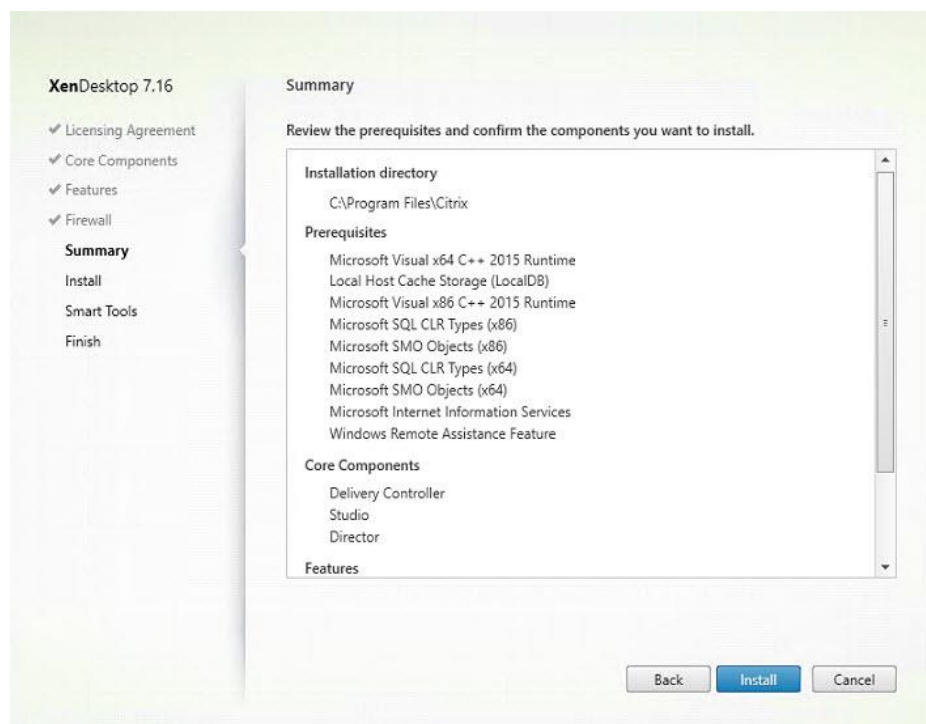 XenDesktop 7.16
Licensing Agreement
Core Components
Features
Firewall
Summary
Install
Smart Tools
Finish
Summary
Review the prerequisites and confirm the components you want to install.
Installation directory
C:\Program Files\Citrix
Prerequisites
Microsoft Visual x64 C++ 2015 Runtime
Local Host Cache Storage (LocalDB)
Microsoft Visual x86 C++ 2015 Runtime
Microsoft SQL CLR Types (x86)
Microsoft SMO Objects (x86)
Microsoft SQL CLR Types (x64)
Microsoft SMO Objects (x64)
Microsoft Internet Information Services
Windows Remote Assistance Feature
Core Components
Delivery Controller
Studio
Director
Features
Back
Install
Cancel